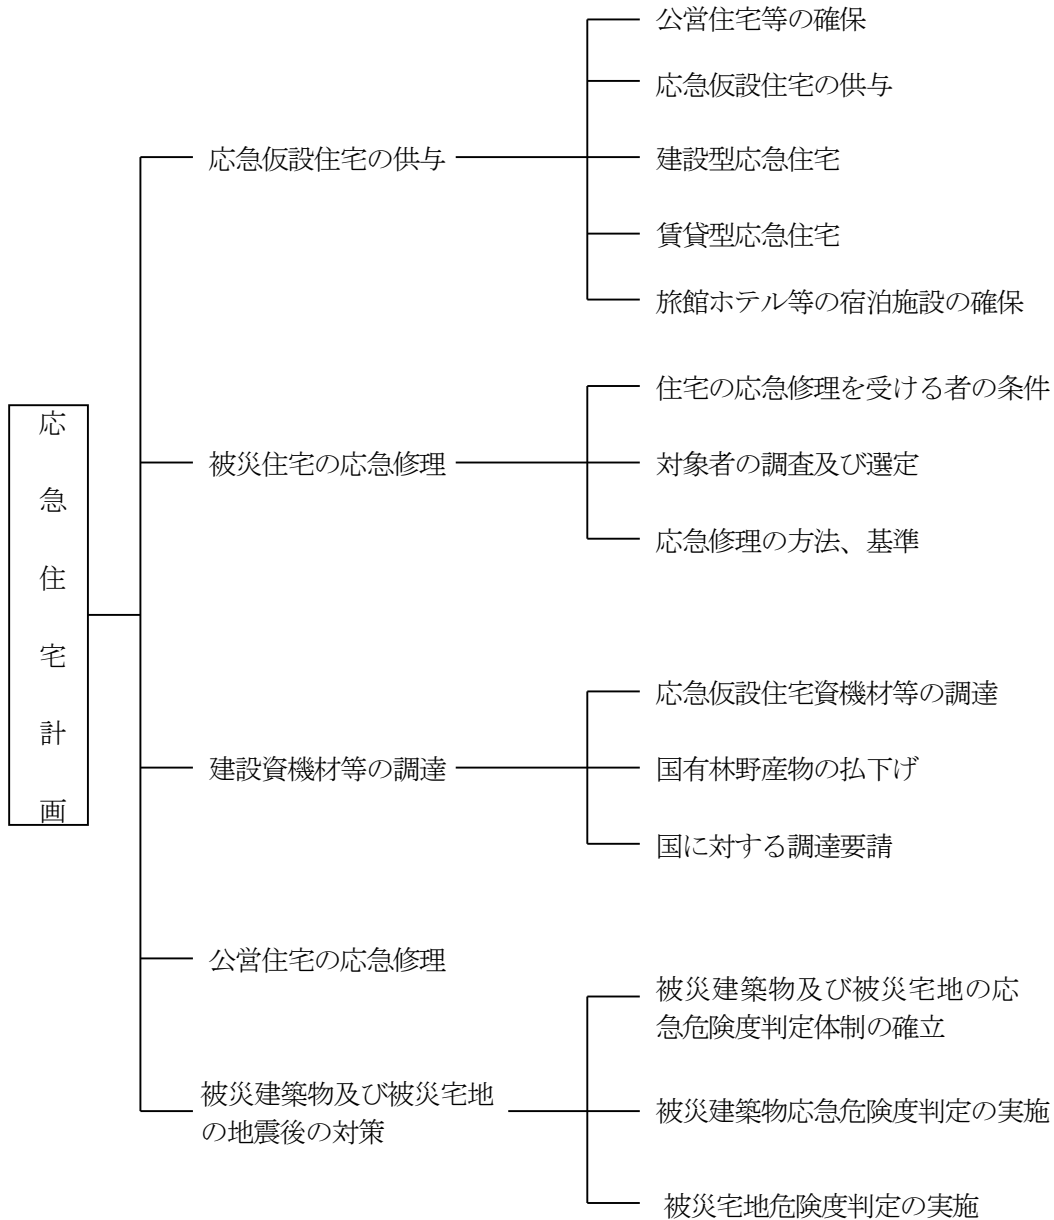 応急住宅計画
応急仮設住宅の供与
公営住宅等の確保
応急仮設住宅の供与
建設型応急住宅
賃貸型応急住宅
旅館ホテル等の宿泊施設の確保
被災住宅の応急修理
住宅の応急修理を受ける者の条件
対象者の調査及び選定
応急修理の方法、基準
建設資機材等の調達
応急仮設住宅資機材等の調達
国有林野産物の払下げ
国に対する調達要請
公営住宅の応急修理
被災建築物及び被災宅地
の地震後の対策
被災建築物及び被災宅地の応
急危険度判定体制の確立
被災建築物応急危険度判定の実施
被災宅地危険度判定の実施